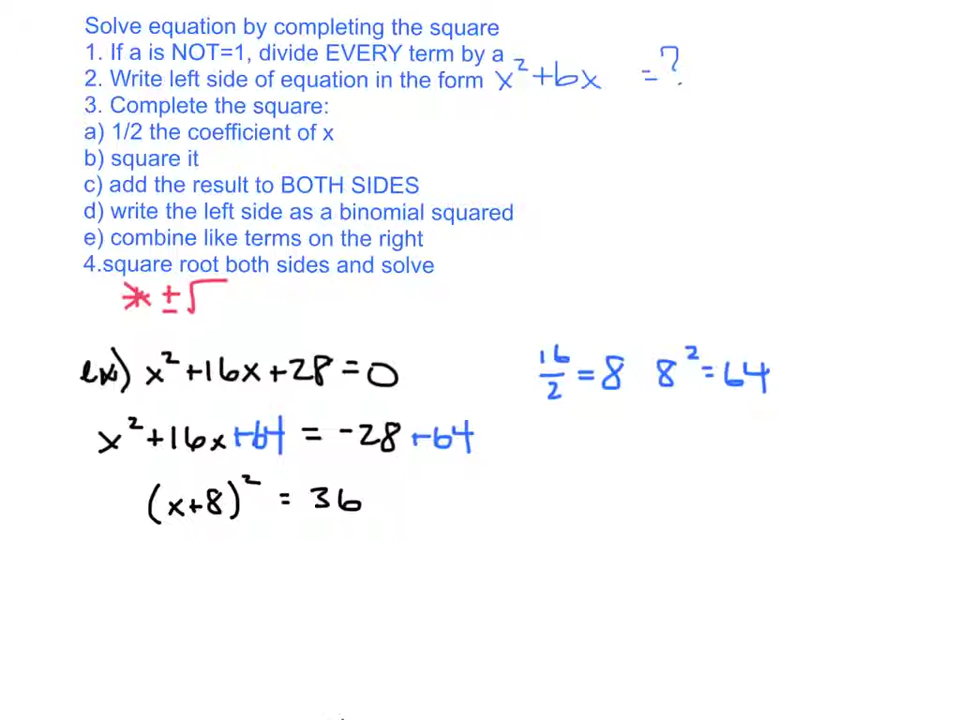 Solve equation by completing the square
1. If a is NOT=1, divide EVERY term by a
2. Write left side of equation in the form x² + bx = ?
3. Complete the square:
a) 1/2 the coefficient of x
b) square it
c) add the result to BOTH SIDES
d) write the left side as a binomial squared
e) combine like terms on the right
4.square root both sides and solve
* ±√
ex) x² + 16x + 28 = 0 16/2 = 8 8² = 64
x² + 16x + 64 = -28 + 64
(x+8)² = 36